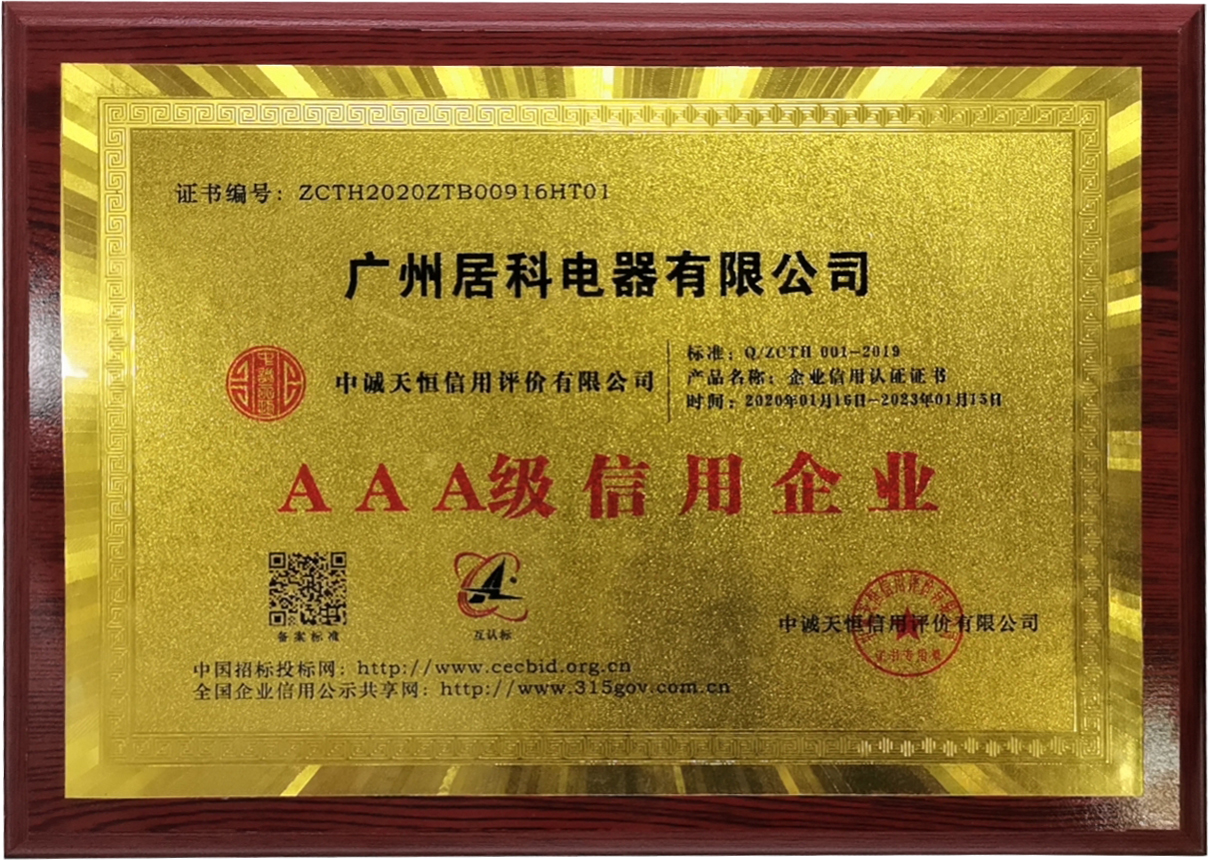 证书编号：ZCTH2020ZTB00916HT01
广州居科电器有限公司
中诚天恒信用评价有限公司
标准：Q/ZCTH 001-2019
产品名称：企业信用认证证书
时间：2020年01月16日-2023年01月15日
AAA级信用企业
备案标准
互认标
中诚天恒信用评价有限公司
证书专用章
中国招标投标网：http://www.cecbid.org.cn
全国企业信用公示共享网：http://www.315gov.com.cn